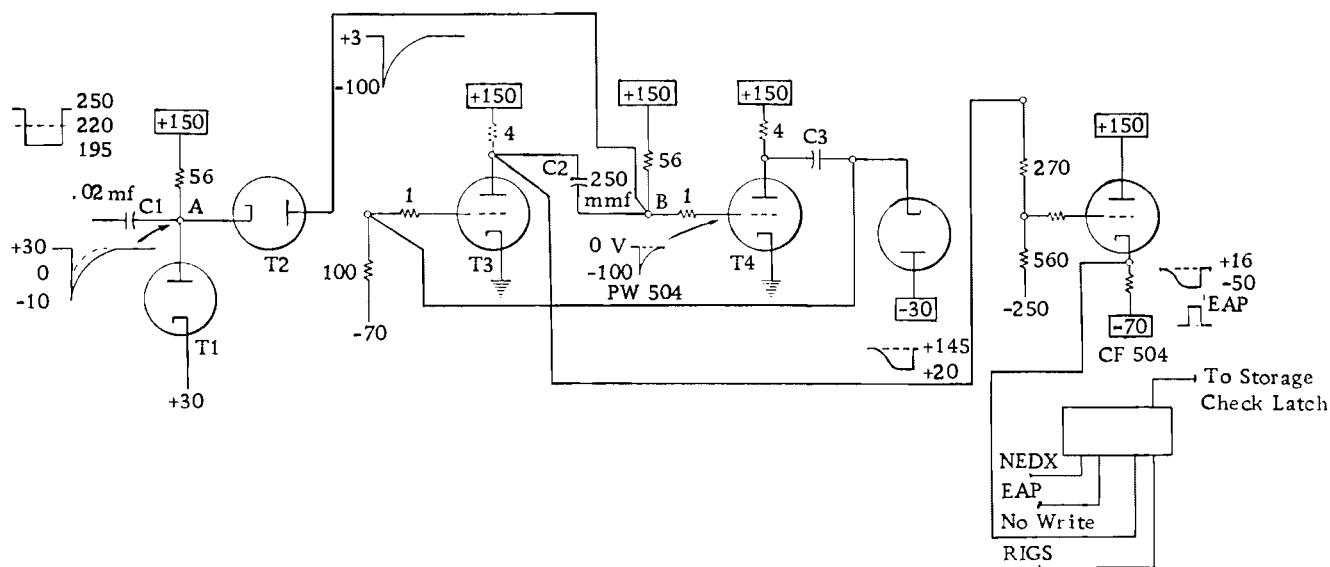 +3
-100
250
220
195
+150
56
.02 mf
C1
A
+30
0
-10
T2
T1
+30
+150
4
1
T3
100
-70
C2
250
mmf
+150
56
B
1
0 V
-100
PW 504
+150
4
C3
T4
-30
+145
+20
270
560
-250
+150
+16
-50
'EAP
-70
CF 504
To Storage
Check Latch
NEDX
EAP
No Write
RIGS